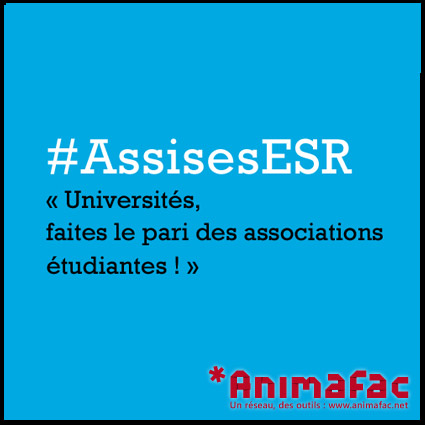 #AssisesESR
« Universités,
faites le pari des associations
étudiantes ! »
*Animafac
Un réseau, des outils : www.animafac.net